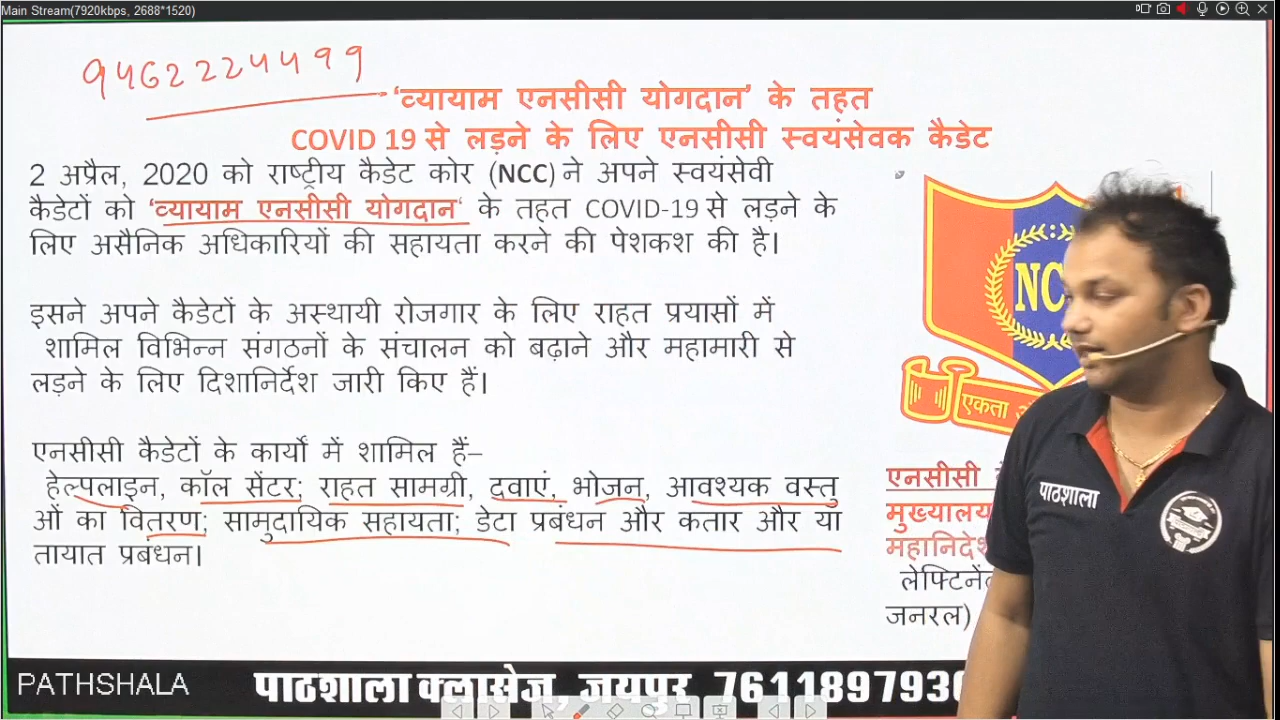 Main Stream(7920kbps, 2688*1520)
9462224499
‘व्यायाम एनसीसी योगदान’ के तहत
COVID 19 से लड़ने के लिए एनसीसी स्वयंसेवक कैडेट
2 अप्रैल, 2020 को राष्ट्रीय कैडेट कोर (NCC) ने अपने स्वयंसेवी
कैडेटों को ‘व्यायाम एनसीसी योगदान‘ के तहत COVID-19 से लड़ने के
लिए असैनिक अधिकारियों की सहायता करने की पेशकश की है।
इसने अपने कैडेटों के अस्थायी रोजगार के लिए राहत प्रयासों में
शामिल विभिन्न संगठनों के संचालन को बढ़ाने और महामारी से
लड़ने के लिए दिशानिर्देश जारी किए हैं।
एनसीसी कैडेटों के कार्यों में शामिल हैं–
हेल्पलाइन, कॉल सेंटर; राहत सामग्री, दवाएं, भोजन, आवश्यक वस्तु
ओं का वितरण; सामुदायिक सहायता; डेटा प्रबंधन और कतार और या
तायात प्रबंधन।
NC
एकता
एनसीसी
मुख्यालय
महानिदे
लेफ्टिनें
जनरल)
पाठशाला
PATHSHALA
पाठशाला क्लासेज, जयपुर 761189793